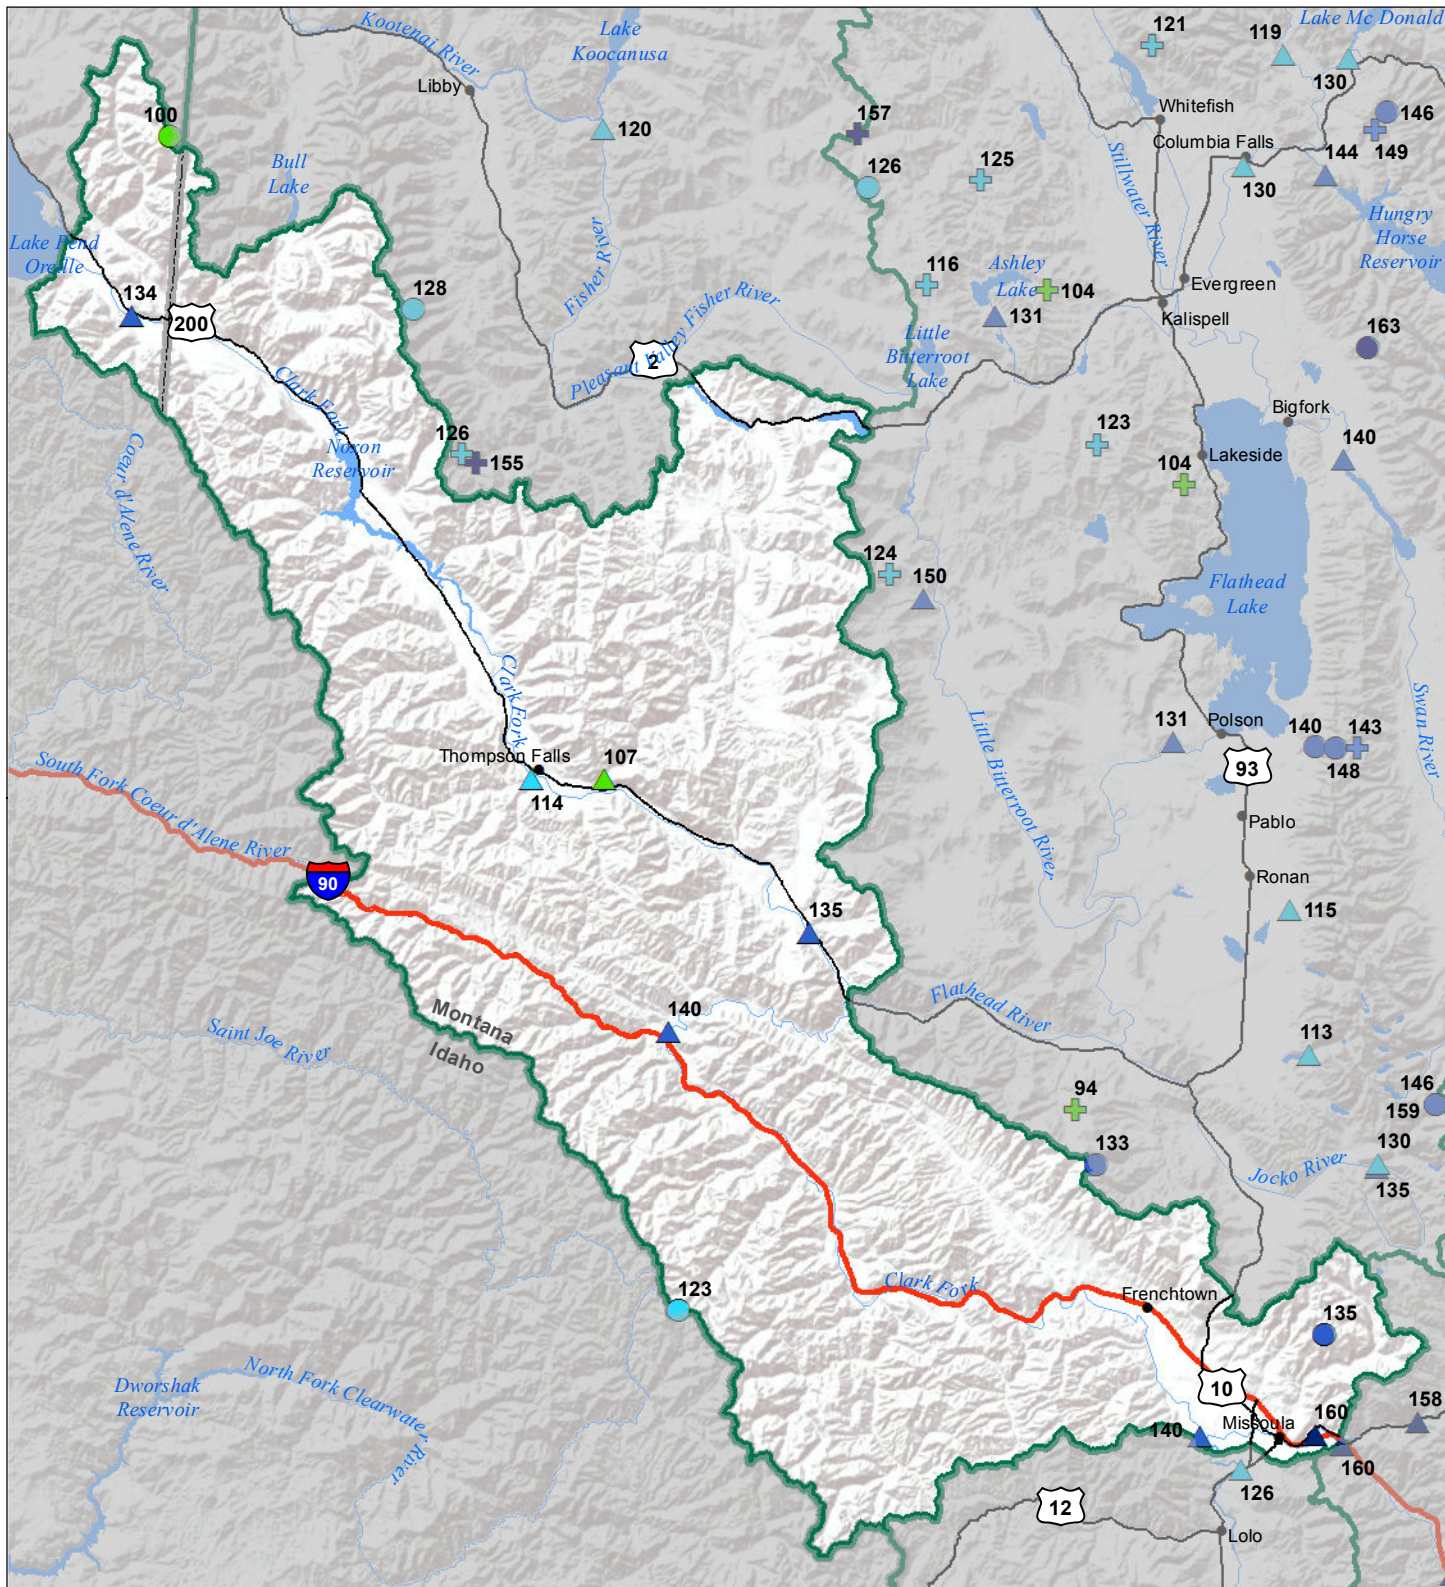 Kootenai River
Lake
Koocanusa
121
119
Lake Mc Donald
130
Libby
100
120
157
Whitefish
146
Columbia Falls
144
149
Bull
Lake
126
125
130
Stillwater River
Hungry
Horse
Reservoir
Lake Pend
Oreille
Fisher River
128
116
Ashley
Lake
104
Evergreen
134
200
131
Kalispell
Pleasant Valley Fisher River
2
Little
Bitterroot
Lake
163
Clark Fork
Bigfork
126
155
Noxon
Reservoir
123
Lakeside
140
104
Coeur d'Alene River
124
150
Flathead
Lake
Clark Fork
Swan River
Little Bitterroot River
131
Polson
140
143
148
Thompson Falls
107
93
114
South Fork Coeur d'Alene River
Pablo
90
Ronan
135
115
Flathead River
Montana
Idaho
140
Saint Joe River
113
94
146
159
133
130
Jocko River
135
123
Clark Fork
Frenchtown
135
Dworshak
Reservoir
North Fork Clearwater River
10
158
140
Missoula
160
160
126
12
Lolo